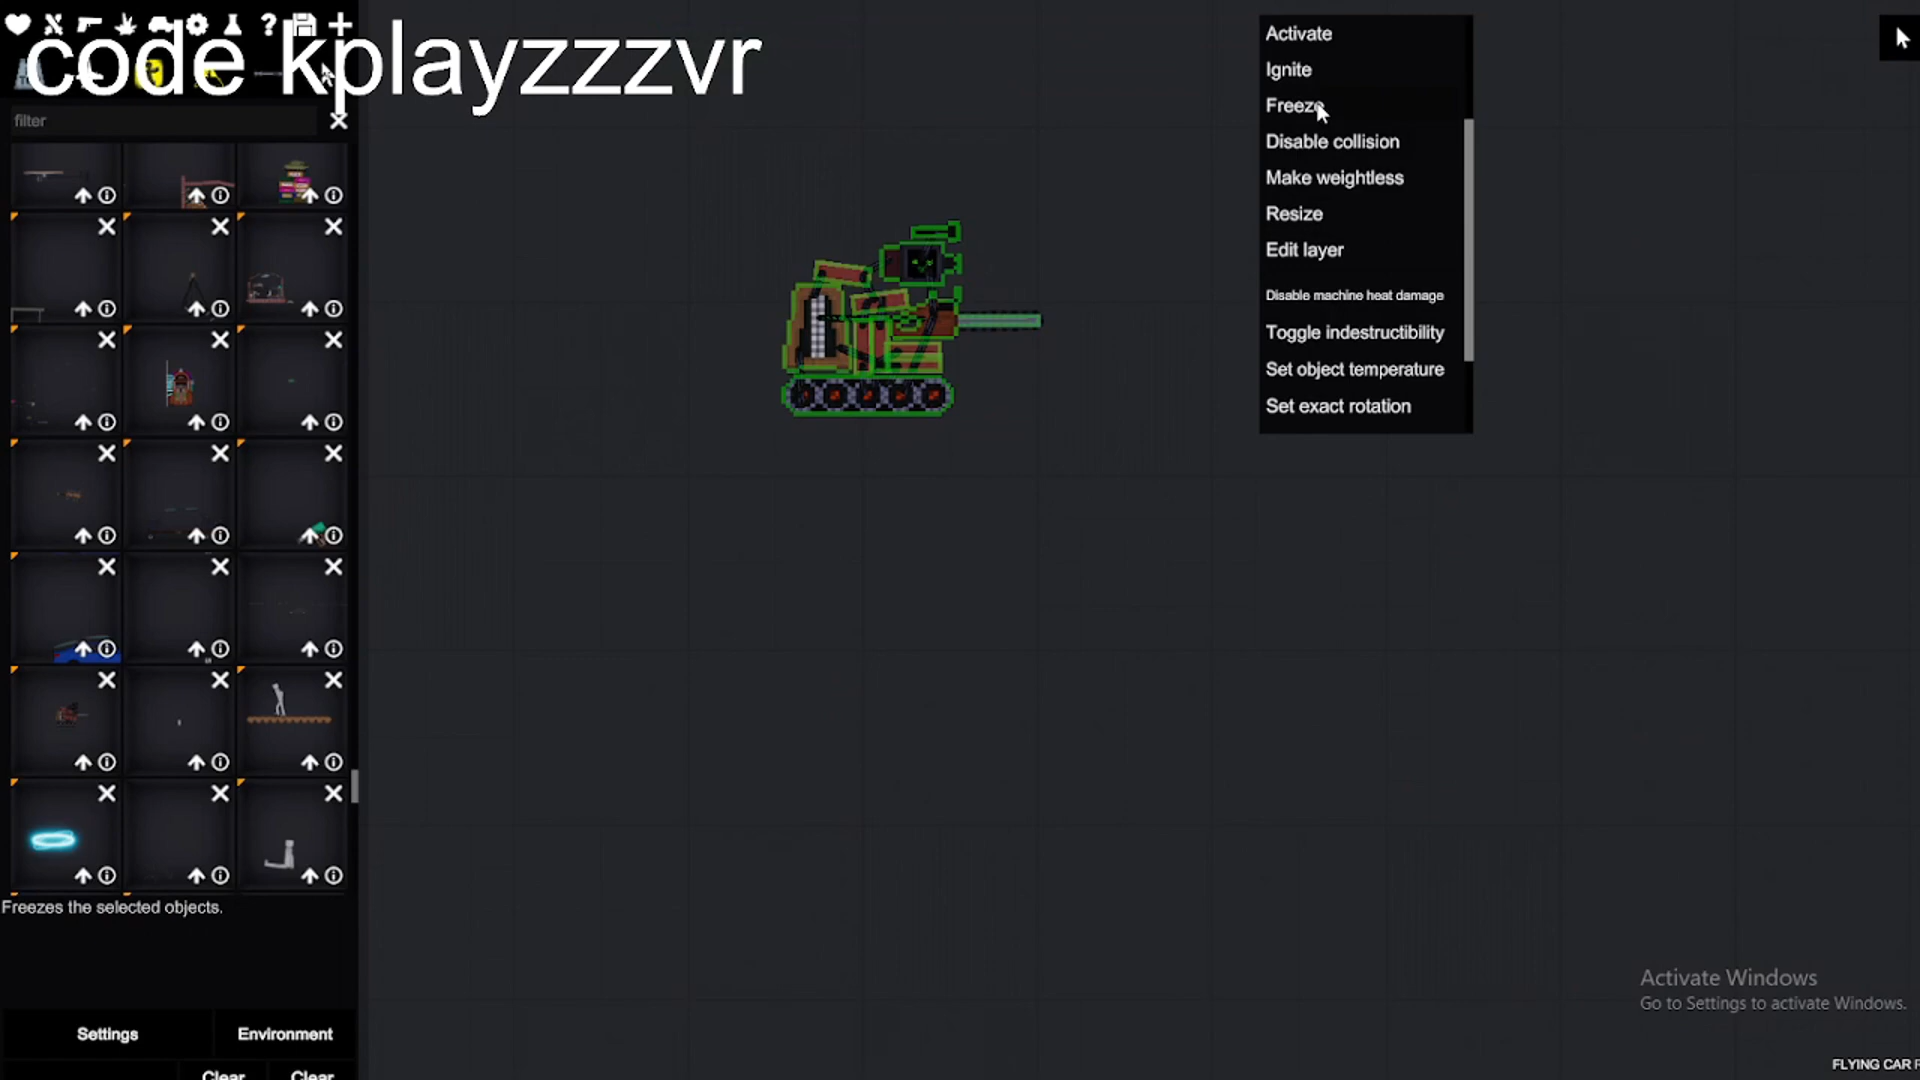 code kplayzzzvr
filter
Activate
Ignite
Freeze
Disable collision
Make weightless
Resize
Edit layer
Disable machine heat damage
Toggle indestructibility
Set object temperature
Set exact rotation
Freezes the selected objects.
Settings
Environment
Clear
Clear
Activate Windows
Go to Settings to activate Windows.
FLYING CAR